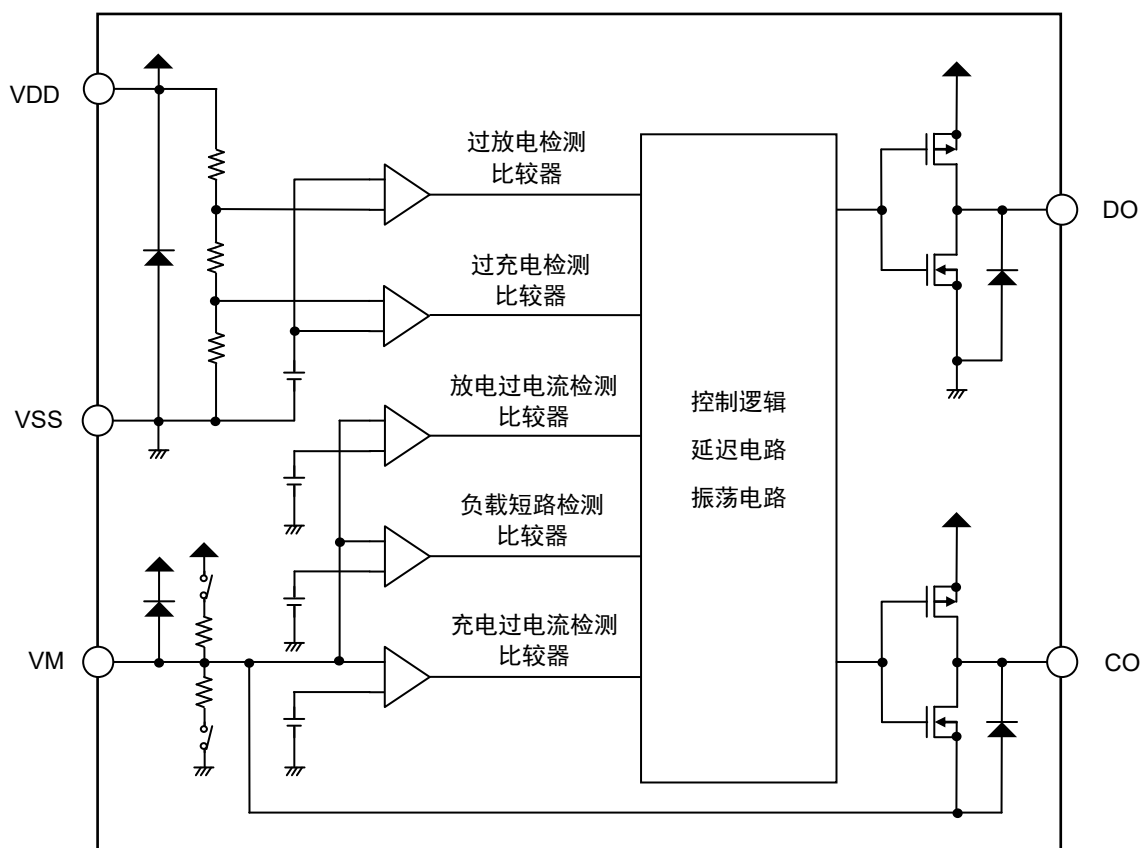 VDD
过放电检测
比较器
DO
过充电检测
比较器
VSS
放电过电流检测
比较器
控制逻辑
延迟电路
振荡电路
负载短路检测
比较器
VM
充电过电流检测
比较器
CO